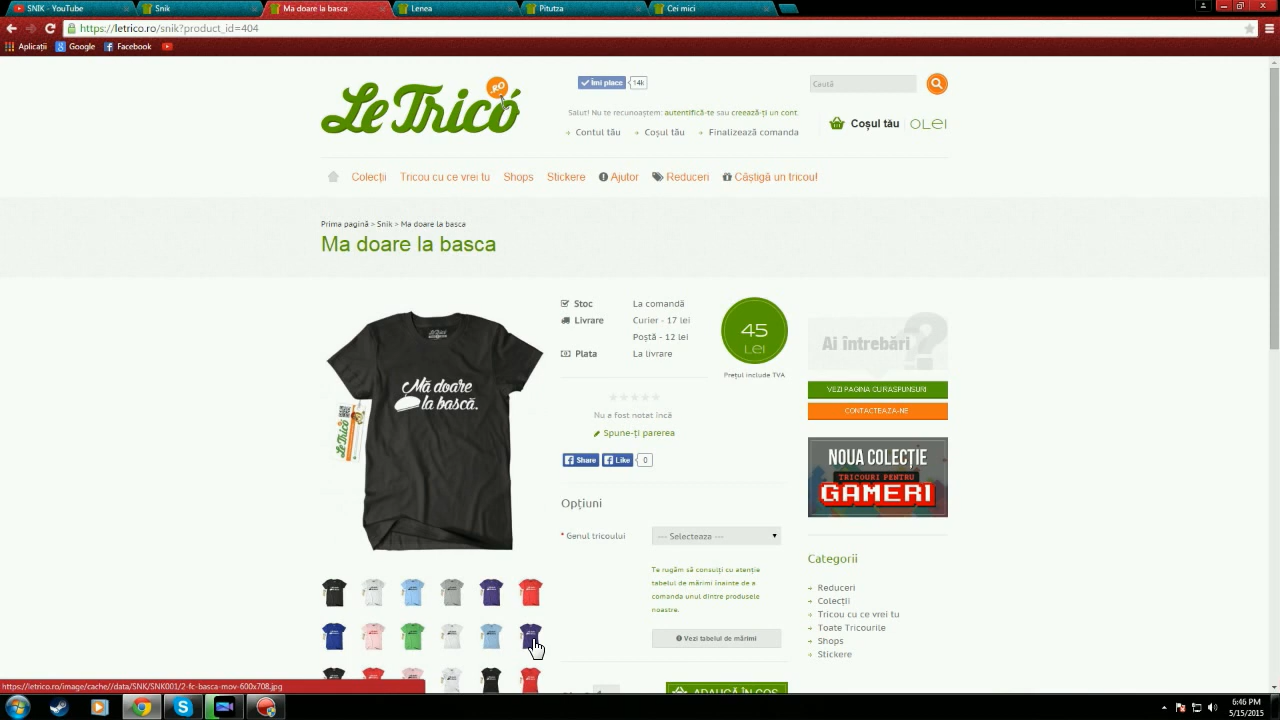 SNIK - YouTube
Snik
Ma doare la basca
Lenea
Pitutza
Cei mici
https://letrico.ro/snik?product_id=404
Aplicații
Google
Facebook
Le Tricó
.RO
Îmi place
14k
Caută
Salut! Nu te recunoaștem: autentifică-te sau creează-ți un cont.
Contul tău
Coșul tău
Finalizează comanda
Coșul tău
0LEI
Colecții
Tricou cu ce vrei tu
Shops
Stickere
Ajutor
Reduceri
Câștigă un tricou!
Prima pagină > Snik > Ma doare la basca
Ma doare la basca
Mă doare
la bască.
Le Tricó
Stoc
La comandă
Livrare
Curier - 17 lei
Poștă - 12 lei
Plata
La livrare
45
LEI
Prețul include TVA
Nu a fost notat încă
Spune-ți parerea
Share
Like
0
Opțiuni
* Genul tricoului
--- Selecteaza ---
Te rugăm să consulți cu atenție
tabelul de mărimi înainte de a
comanda unul dintre produsele
noastre.
Vezi tabelul de mărimi
ADAUGĂ ÎN COȘ
Ai întrebări
?
VEZI PAGINA CU RASPUNSURI
CONTACTEAZA-NE
NOUA COLECȚIE
TRICOURI PENTRU
GAMERI
Categorii
Reduceri
Colecții
Tricou cu ce vrei tu
Toate Tricourile
Shops
Stickere
https://letrico.ro/image/cache//data/SNK/SNK001/2-fc-basca-mov-600x708.jpg
6:46 PM
5/15/2015